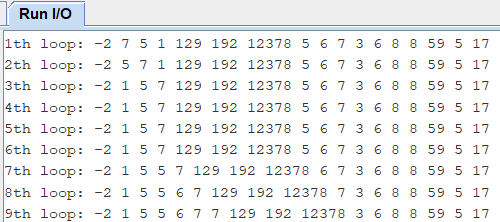 Run I/O
1th loop: -2 7 5 1 129 192 12378 5 6 7 3 6 8 8 59 5 17
2th loop: -2 5 7 1 129 192 12378 5 6 7 3 6 8 8 59 5 17
3th loop: -2 1 5 7 129 192 12378 5 6 7 3 6 8 8 59 5 17
4th loop: -2 1 5 7 129 192 12378 5 6 7 3 6 8 8 59 5 17
5th loop: -2 1 5 7 129 192 12378 5 6 7 3 6 8 8 59 5 17
6th loop: -2 1 5 7 129 192 12378 5 6 7 3 6 8 8 59 5 17
7th loop: -2 1 5 5 7 129 192 12378 6 7 3 6 8 8 59 5 17
8th loop: -2 1 5 5 6 7 129 192 12378 7 3 6 8 8 59 5 17
9th loop: -2 1 5 5 6 7 7 129 192 12378 3 6 8 8 59 5 17